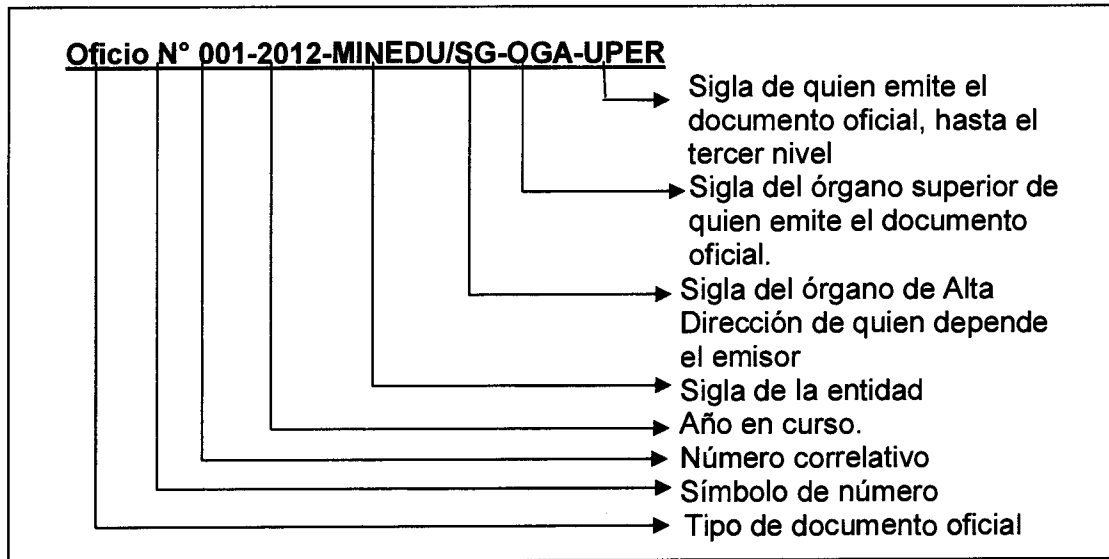 Oficio N° 001-2012-MINEDU/SG-OGA-UPER
Sigla de quien emite el
documento oficial, hasta el
tercer nivel
Sigla del órgano superior de
quien emite el documento
oficial.
Sigla del órgano de Alta
Dirección de quien depende
el emisor
Sigla de la entidad
Año en curso.
Número correlativo
Símbolo de número
Tipo de documento oficial